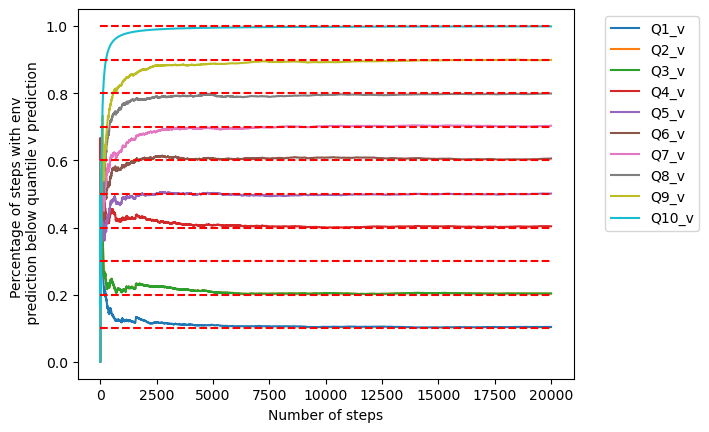 1.0
0.8
0.6
0.4
0.2
0.0
Percentage of steps with env
prediction below quantile v prediction
0
2500
5000
7500
10000
12500
15000
17500
20000
Number of steps
Q1_v
Q2_v
Q3_v
Q4_v
Q5_v
Q6_v
Q7_v
Q8_v
Q9_v
Q10_v